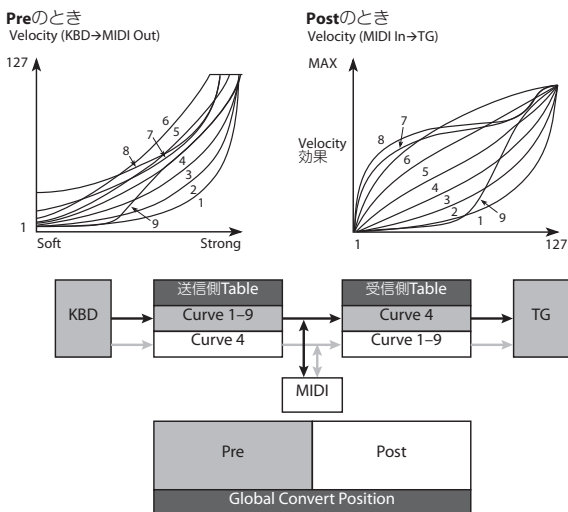 Preのとき
Velocity (KBD→MIDI Out)
127
6
7
5
8
4
3
2
1
9
1
Soft
Strong
Postのとき
Velocity (MIDI In→TG)
MAX
Velocity
効果
7
8
6
5
4
3
2
1
9
1
127
送信側Table
受信側Table
KBD
Curve 1–9
Curve 4
TG
Curve 4
Curve 1–9
MIDI
Pre
Post
Global Convert Position